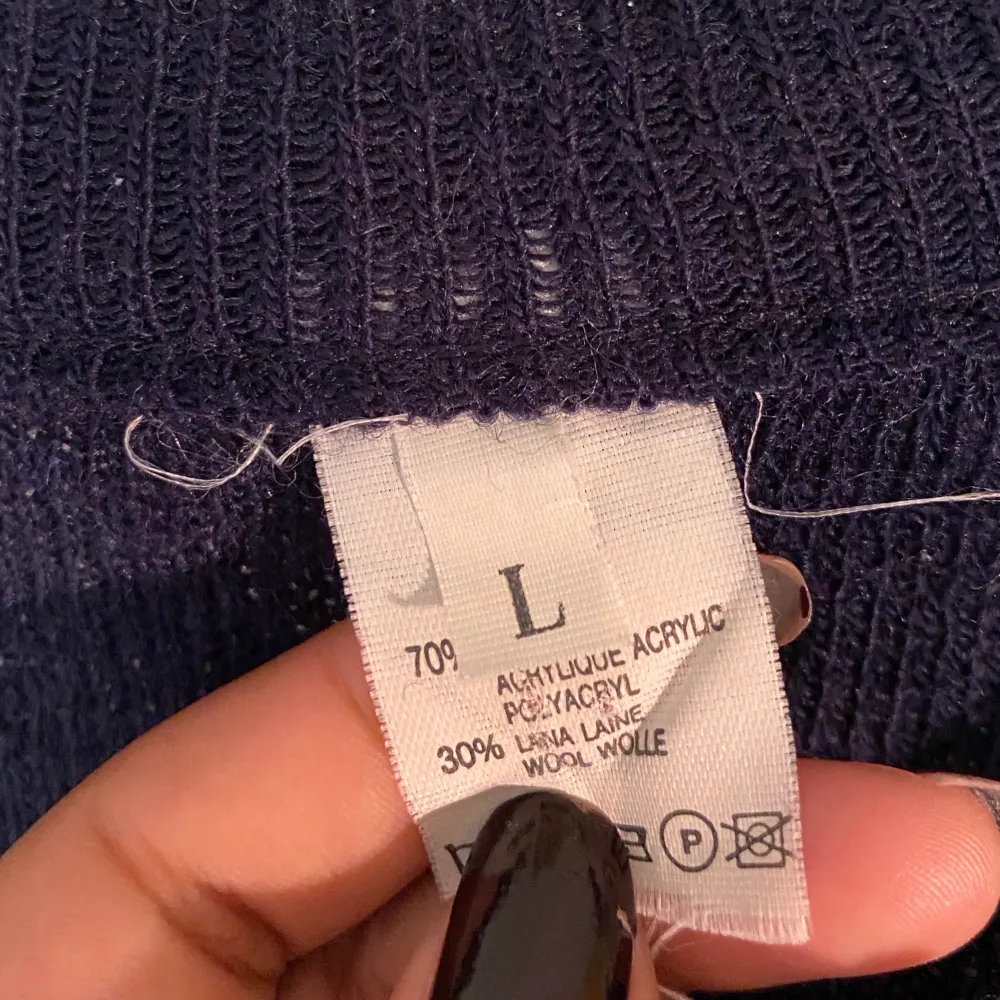 L
70%
ACRYLIQUE ACRYLIC
POLYACRYL
30% LANA LAINE
WOOL WOLLE
P